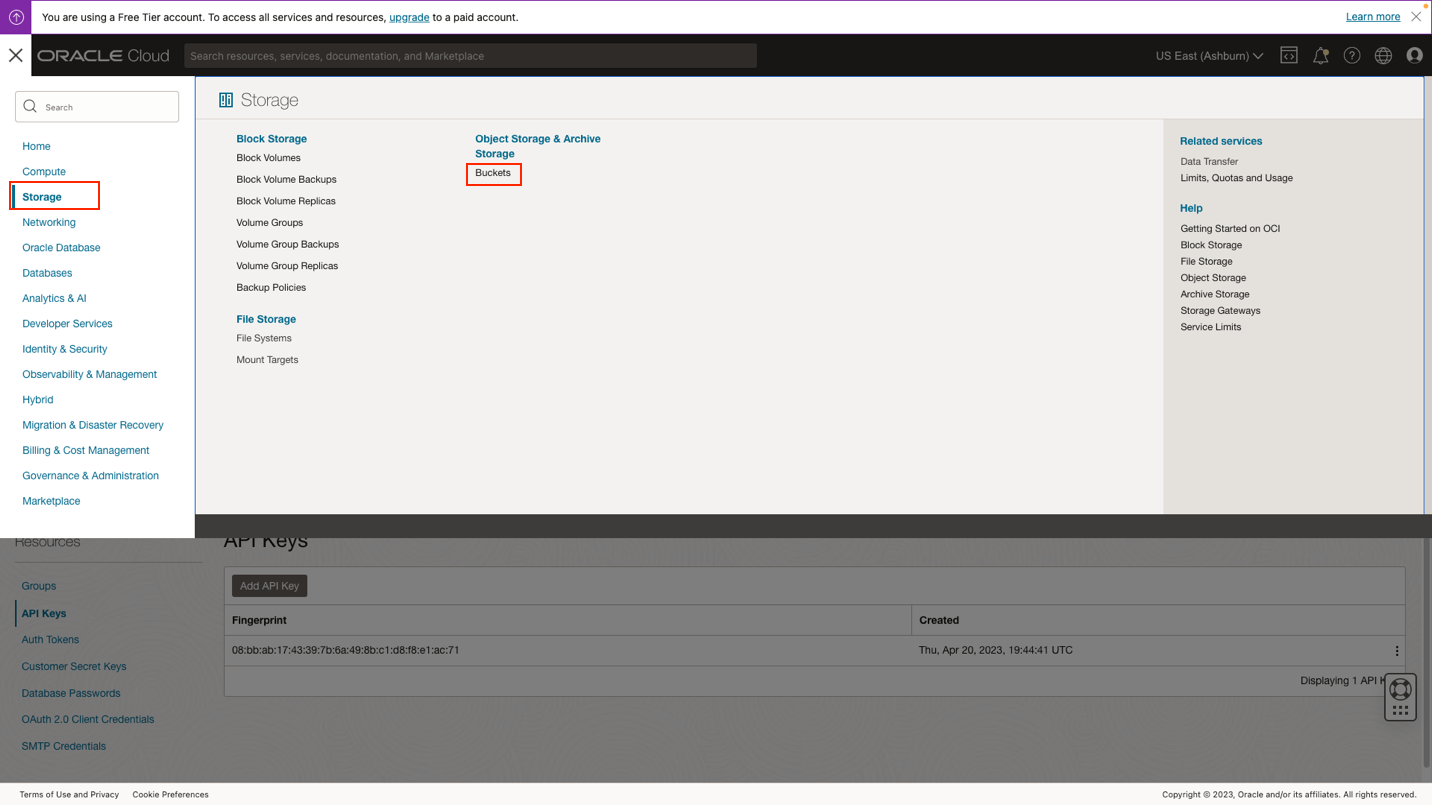 You are using a Free Tier account. To access all services and resources, upgrade to a paid account.
Learn more
ORACLE Cloud
Search resources, services, documentation, and Marketplace
US East (Ashburn)
Search
Home
Compute
Storage
Networking
Oracle Database
Databases
Analytics & AI
Developer Services
Identity & Security
Observability & Management
Hybrid
Migration & Disaster Recovery
Billing & Cost Management
Governance & Administration
Marketplace
Storage
Block Storage
Block Volumes
Block Volume Backups
Block Volume Replicas
Volume Groups
Volume Group Backups
Volume Group Replicas
Backup Policies
File Storage
File Systems
Mount Targets
Object Storage & Archive
Storage
Buckets
Related services
Data Transfer
Limits, Quotas and Usage
Help
Getting Started on OCI
Block Storage
File Storage
Object Storage
Archive Storage
Storage Gateways
Service Limits
Resources
Groups
API Keys
Auth Tokens
Customer Secret Keys
Database Passwords
OAuth 2.0 Client Credentials
SMTP Credentials
API Keys
Add API Key
Fingerprint
Created
08:bb:ab:17:43:39:7b:6a:49:8b:c1:d8:f8:e1:ac:71
Thu, Apr 20, 2023, 19:44:41 UTC
Displaying 1 API K
Terms of Use and Privacy
Cookie Preferences
Copyright © 2023, Oracle and/or its affiliates. All rights reserved.